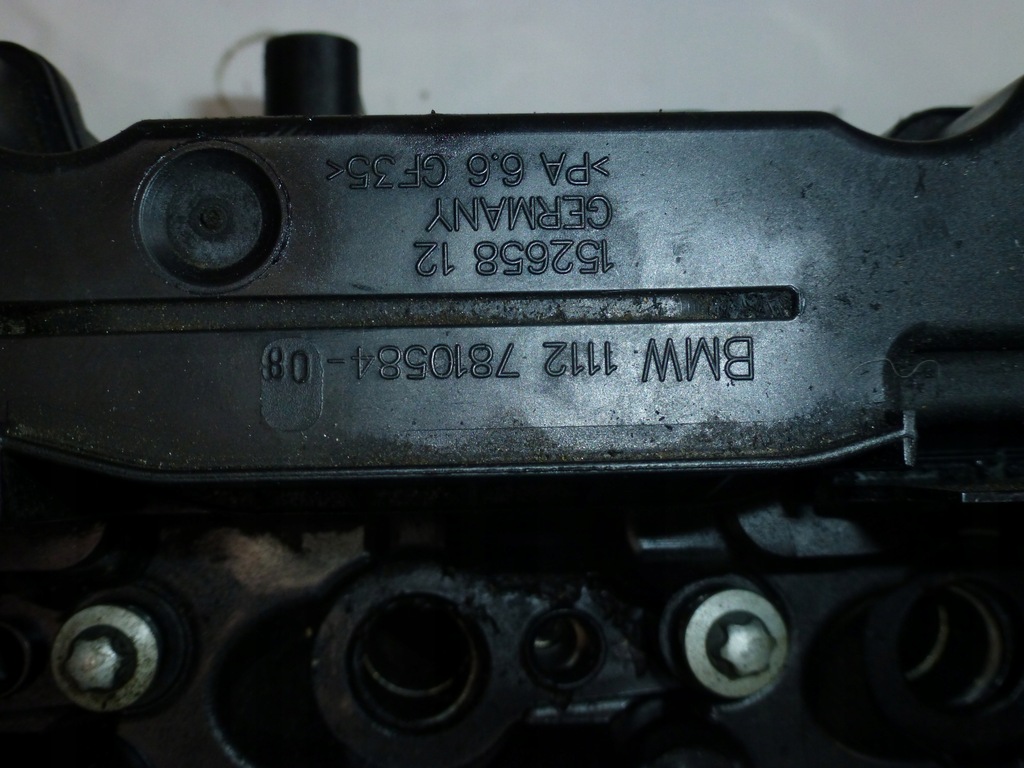 BMW 1112 7810584-08
152658 12
GERMANY
>PA 6.6 GF35<